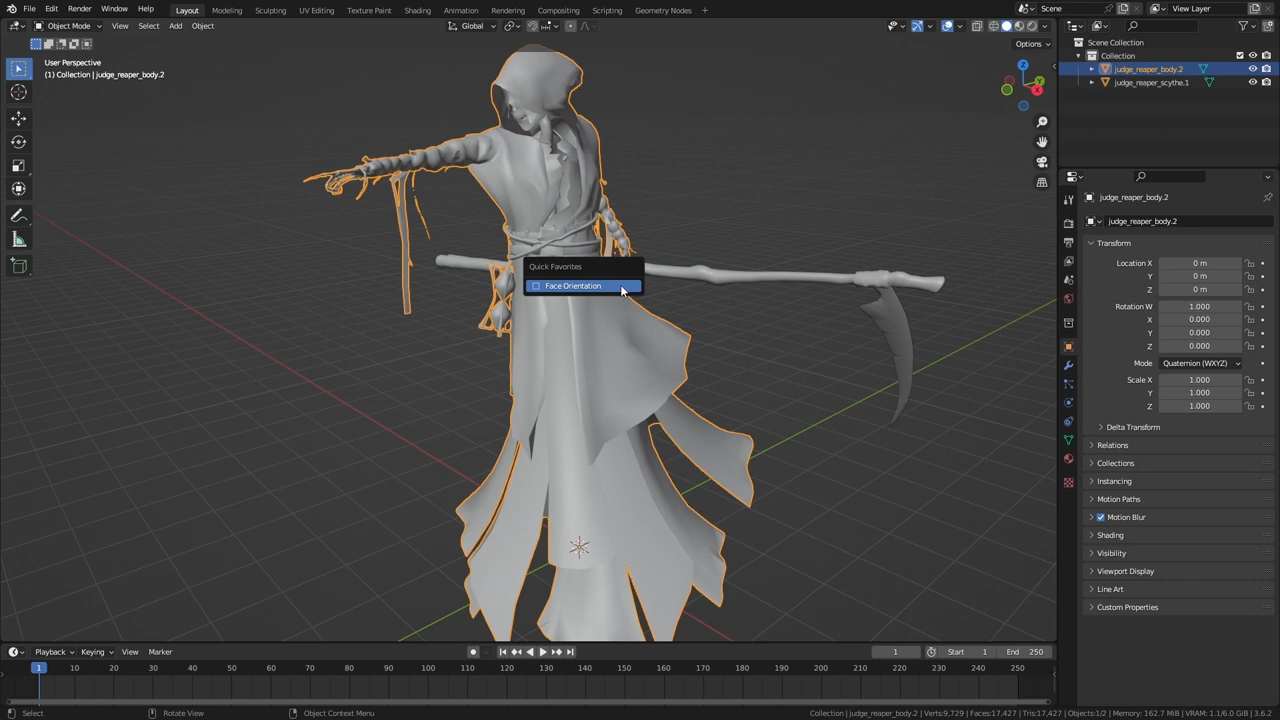 File Edit Render Window Help Layout Modeling Sculpting UV Editing Texture Paint Shading Animation Rendering Compositing Scripting Geometry Nodes + Scene View Layer
Object Mode View Select Add Object Global
Options
User Perspective
(1) Collection | judge_reaper_body.2
Z
Y
X
Quick Favorites
Face Orientation
Scene Collection
Collection
judge_reaper_body.2
judge_reaper_scythe.1
judge_reaper_body.2
judge_reaper_body.2
Transform
Location X 0 m
Y 0 m
Z 0 m
Rotation W 1.000
X 0.000
Y 0.000
Z 0.000
Mode Quaternion (WXYZ)
Scale X 1.000
Y 1.000
Z 1.000
Delta Transform
Relations
Collections
Instancing
Motion Paths
Motion Blur
Shading
Visibility
Viewport Display
Line Art
Custom Properties
Playback Keying View Marker 1 Start 1 End 250
1 10 20 30 40 50 60 70 80 90 100 110 120 130 140 150 160 170 180 190 200 210 220 230 240 250
Select Rotate View Object Context Menu Collection | judge_reaper_body.2 | Verts:9,729 | Faces:17,427 | Tris:17,427 | Objects:1/2 | Memory: 162.7 MiB | VRAM: 1.1/6.0 GiB | 3.6.2